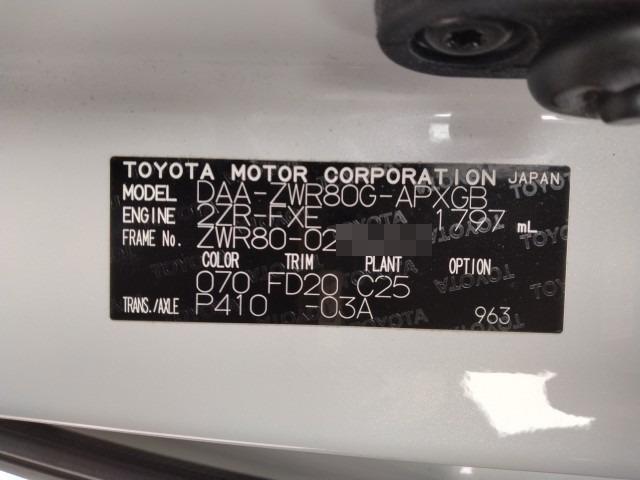 TOYOTA MOTOR CORPORATION JAPAN
MODEL DAA-ZWR80G-APXGB
ENGINE 2ZR-FXE 1797 mL
FRAME No. ZWR80-02
COLOR TRIM PLANT OPTION
070 FD20 C25
TRANS./AXLE P410 -03A 963